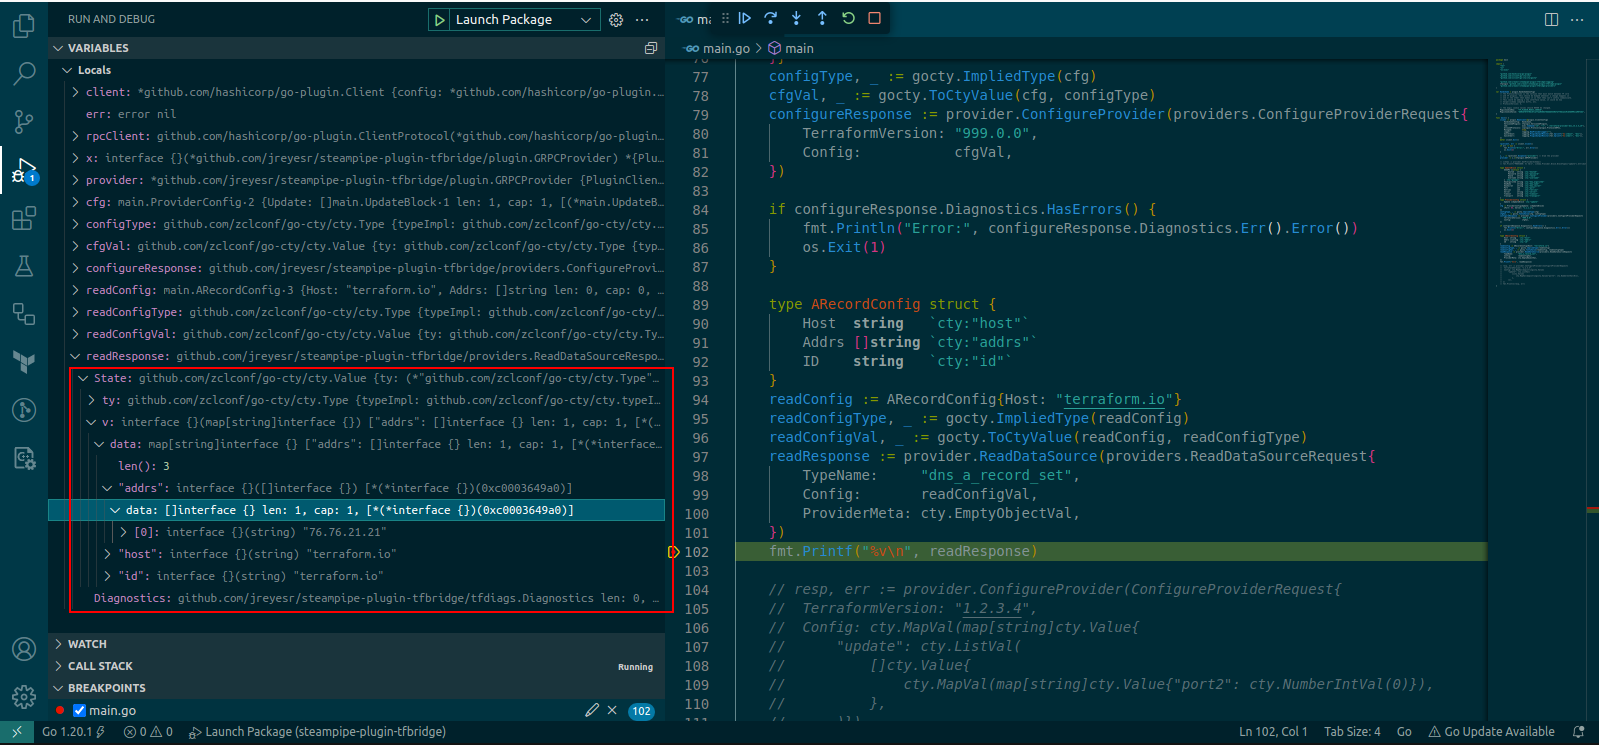 RUN AND DEBUG
Launch Package
VARIABLES
Locals
client: *github.com/hashicorp/go-plugin.Client {config: *github.com/hashicorp/go-plugin.…
err: error nil
rpcClient: github.com/hashicorp/go-plugin.ClientProtocol(*github.com/hashicorp/go-plugin…
x: interface {}(*github.com/jreyesr/steampipe-plugin-tfbridge/plugin.GRPCProvider) *{Plu…
provider: *github.com/jreyesr/steampipe-plugin-tfbridge/plugin.GRPCProvider {PluginClien…
cfg: main.ProviderConfig·2 {Update: []main.UpdateBlock·1 len: 1, cap: 1, [(*main.UpdateB…
configType: github.com/zclconf/go-cty/cty.Type {typeImpl: github.com/zclconf/go-cty/cty.…
cfgVal: github.com/zclconf/go-cty/cty.Value {ty: github.com/zclconf/go-cty/cty.Type {typ…
configureResponse: github.com/jreyesr/steampipe-plugin-tfbridge/providers.ConfigureProvi…
readConfig: main.ARecordConfig·3 {Host: "terraform.io", Addrs: []string len: 0, cap: 0, …
readConfigType: github.com/zclconf/go-cty/cty.Type {typeImpl: github.com/zclconf/go-cty/…
readConfigVal: github.com/zclconf/go-cty/cty.Value {ty: github.com/zclconf/go-cty/cty.Ty…
readResponse: github.com/jreyesr/steampipe-plugin-tfbridge/providers.ReadDataSourceRespo…
State: github.com/zclconf/go-cty/cty.Value {ty: (*"github.com/zclconf/go-cty/cty.Type"…
ty: github.com/zclconf/go-cty/cty.Type {typeImpl: github.com/zclconf/go-cty/cty.typeI…
v: interface {}(map[string]interface {}) ["addrs": []interface {} len: 1, cap: 1, [*(…
data: map[string]interface {} ["addrs": []interface {} len: 1, cap: 1, [*(*interface…
len(): 3
"addrs": interface {}([]interface {}) [*(*interface {})(0xc0003649a0)]
data: []interface {} len: 1, cap: 1, [*(*interface {})(0xc0003649a0)]
[0]: interface {}(string) "76.76.21.21"
"host": interface {}(string) "terraform.io"
"id": interface {}(string) "terraform.io"
Diagnostics: github.com/jreyesr/steampipe-plugin-tfbridge/tfdiags.Diagnostics len: 0, …
WATCH
CALL STACK
Running
BREAKPOINTS
main.go
102
1
GO ma
GO main.go > main
77 configType, _ := gocty.ImpliedType(cfg)
78 cfgVal, _ := gocty.ToCtyValue(cfg, configType)
79 configureResponse := provider.ConfigureProvider(providers.ConfigureProviderRequest{
80 TerraformVersion: "999.0.0",
81 Config: cfgVal,
82 })
83
84 if configureResponse.Diagnostics.HasErrors() {
85 fmt.Println("Error:", configureResponse.Diagnostics.Err().Error())
86 os.Exit(1)
87 }
88
89 type ARecordConfig struct {
90 Host string `cty:"host"`
91 Addrs []string `cty:"addrs"`
92 ID string `cty:"id"`
93 }
94 readConfig := ARecordConfig{Host: "terraform.io"}
95 readConfigType, _ := gocty.ImpliedType(readConfig)
96 readConfigVal, _ := gocty.ToCtyValue(readConfig, readConfigType)
97 readResponse := provider.ReadDataSource(providers.ReadDataSourceRequest{
98 TypeName: "dns_a_record_set",
99 Config: readConfigVal,
100 ProviderMeta: cty.EmptyObjectVal,
101 })
102 fmt.Printf("%v\n", readResponse)
103
104 // resp, err := provider.ConfigureProvider(ConfigureProviderRequest{
105 // TerraformVersion: "1.2.3.4",
106 // Config: cty.MapVal(map[string]cty.Value{
107 // "update": cty.ListVal(
108 // []cty.Value{
109 // cty.MapVal(map[string]cty.Value{"port2": cty.NumberIntVal(0)}),
110 // },
Go 1.20.1
0 0
Launch Package (steampipe-plugin-tfbridge)
Ln 102, Col 1
Tab Size: 4
Go
Go Update Available